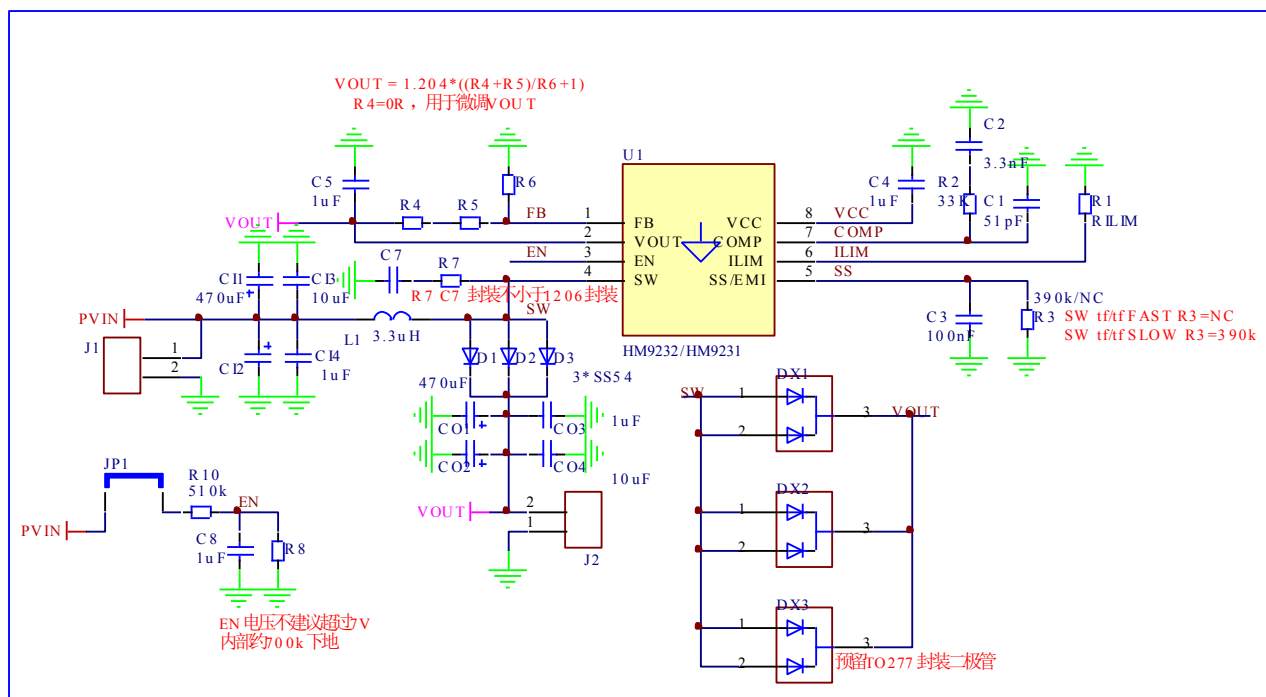 VOUT = 1.204*((R4+R5)/R6+1)
R4=0R ，用于微调VOUT
C2
3.3nF
U1
C5
1uF
R6
C4
1uF
R2
33K
C1
51pF
R1
RILIM
VOUT
R4
R5
FB
1
FB
VCC
8
VCC
2
VOUT
COMP
7
COMP
EN
3
EN
ILIM
6
ILIM
4
SW
SS/EMI
5
SS
C7
R7
R7 C7 封装不小于1206封装
CI1
470uF
+
CI3
10uF
SW
HM9232/HM9231
390k/NC
C3
100nF
R3
SW tf/tf FAST R3=NC
SW tf/tf SLOW R3=390k
PVIN
L1
3.3uH
J1
1
2
CI2
+
CI4
1uF
D1
D2
D3
470uF
3*SS54
CO1
+
CO3
1uF
CO2
+
CO4
10uF
SW
DX1
1
2
3
VOUT
DX2
1
2
3
DX3
1
2
3
预留TO277 封装二极管
JP1
R10
510k
EN
PVIN
C8
1uF
R8
VOUT
2
1
J2
EN 电压不建议超过7V
内部约700k 下地